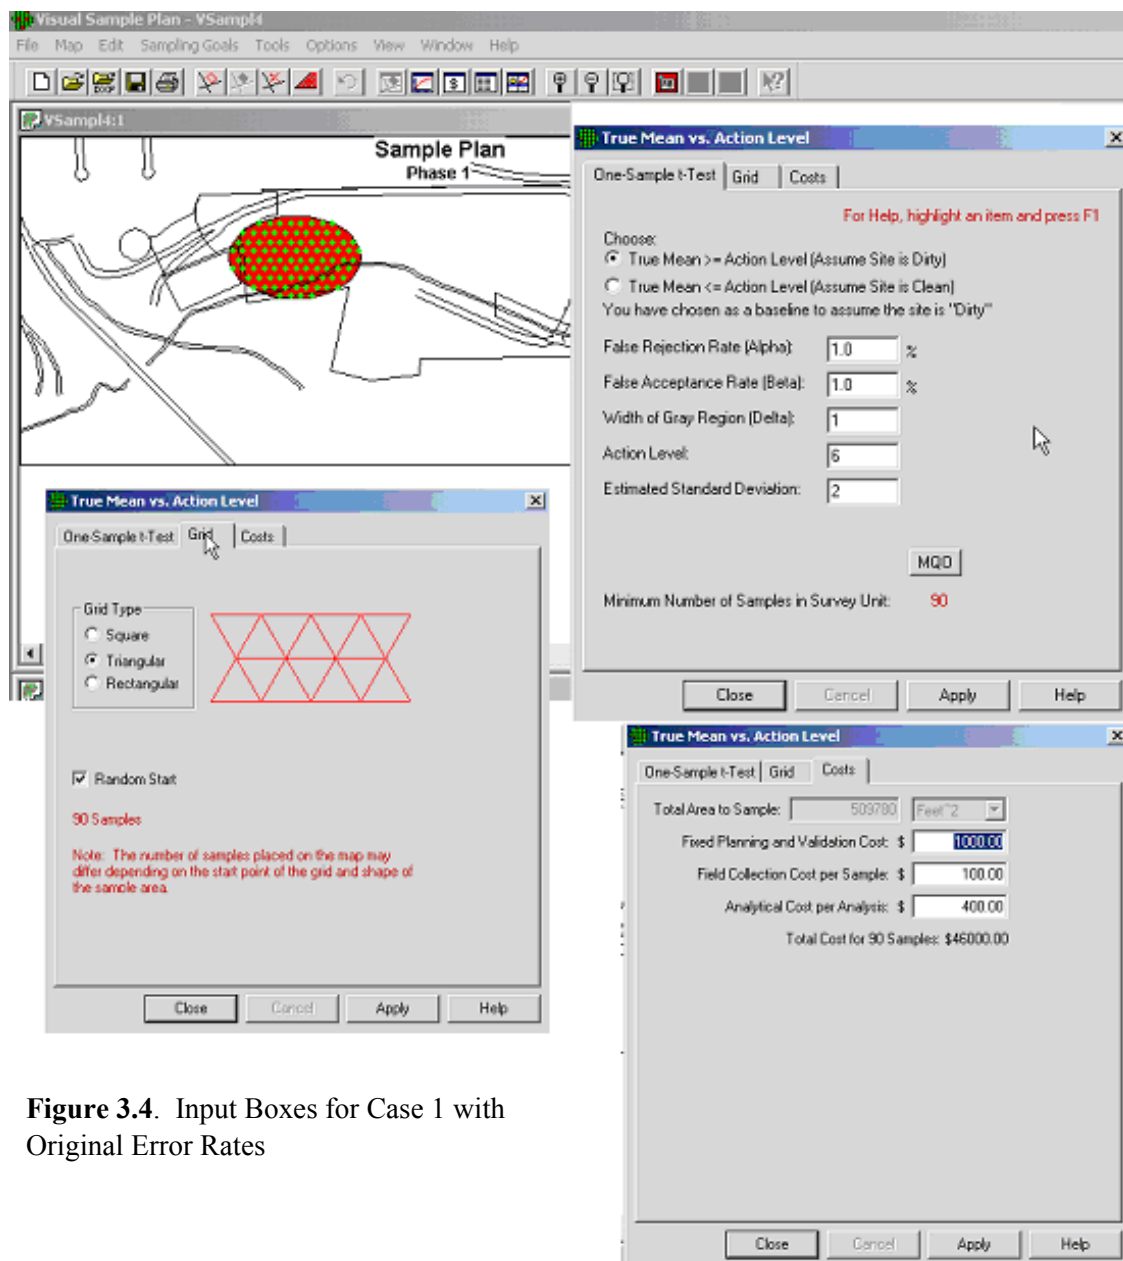 Visual Sample Plan - VSampl4
File Map Edit Sampling Goals Tools Options View Window Help
VSampl4:1
Sample Plan
Phase 1
True Mean vs. Action Level
One-Sample t-Test Grid Costs
For Help, highlight an item and press F1
Choose:
True Mean >= Action Level (Assume Site is Dirty)
True Mean <= Action Level (Assume Site is Clean)
You have chosen as a baseline to assume the site is "Dirty"
False Rejection Rate (Alpha): 1.0 %
False Acceptance Rate (Beta): 1.0 %
Width of Gray Region (Delta): 1
Action Level: 6
Estimated Standard Deviation: 2
MQO
Minimum Number of Samples in Survey Unit: 90
Close Cancel Apply Help
True Mean vs. Action Level
One-Sample t-Test Grid Costs
Grid Type
Square
Triangular
Rectangular
Random Start
90 Samples
Note: The number of samples placed on the map may
differ depending on the start point of the grid and shape of
the sample area.
Close Cancel Apply Help
True Mean vs. Action Level
One-Sample t-Test Grid Costs
Total Area to Sample: 509780 Feet^2
Fixed Planning and Validation Cost: $ 1000.00
Field Collection Cost per Sample: $ 100.00
Analytical Cost per Analysis: $ 400.00
Total Cost for 90 Samples: $46000.00
Close Cancel Apply Help
Figure 3.4. Input Boxes for Case 1 with
Original Error Rates